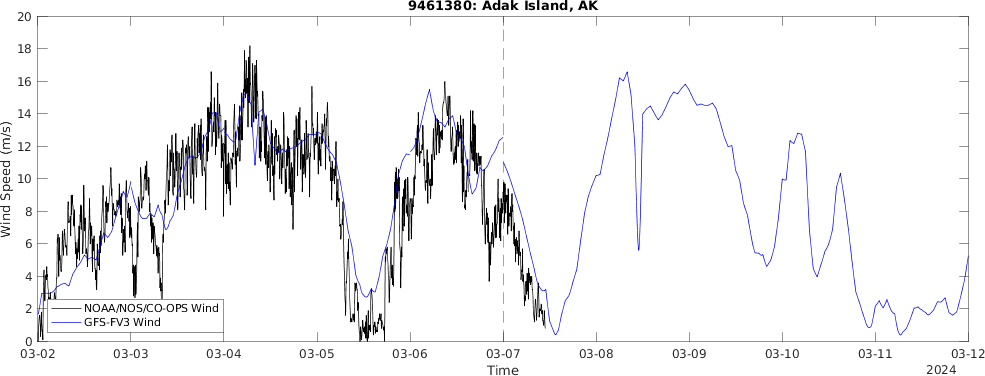 9461380: Adak Island, AK
Wind Speed (m/s)
20
18
16
14
12
10
8
6
4
2
0
NOAA/NOS/CO-OPS Wind
GFS-FV3 Wind
03-02 03-03 03-04 03-05 03-06 03-07 03-08 03-09 03-10 03-11 03-12
Time
2024